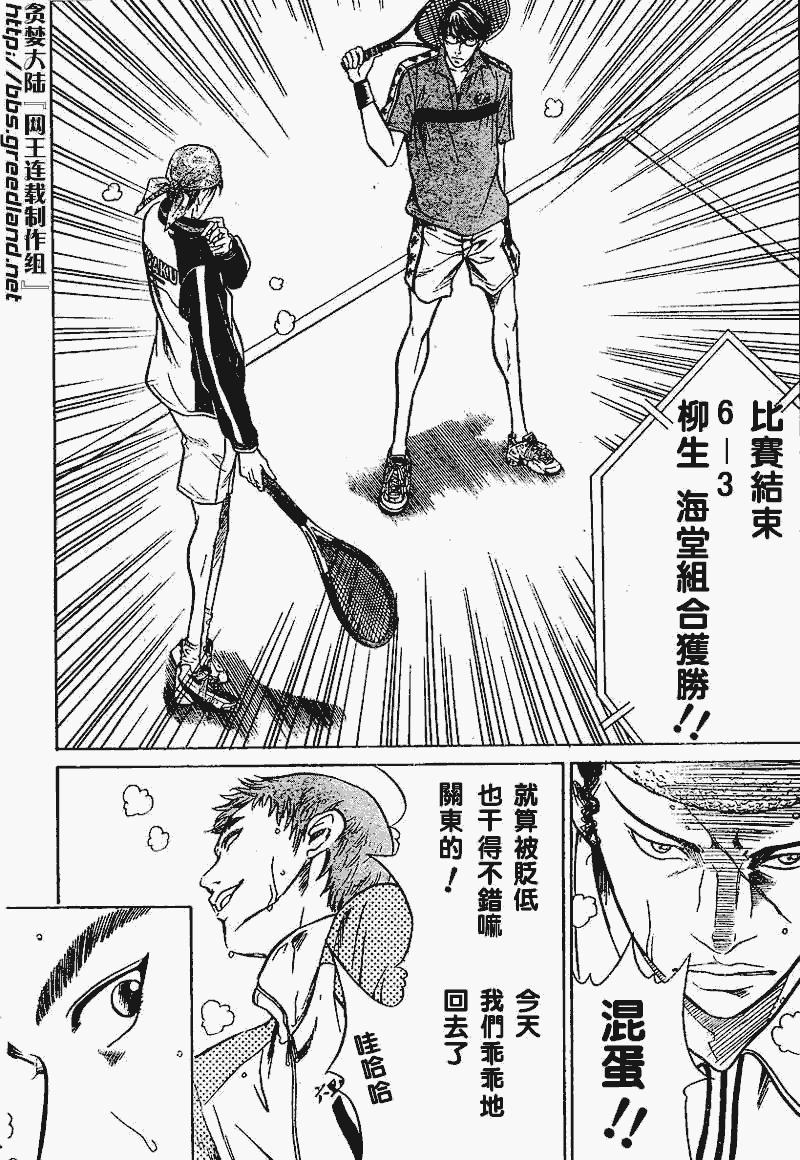 比賽結束
6－3
柳生 海堂組合獲勝!!
混蛋!!
就算被貶低
也干得不錯嘛
關東的！
今天
我們乖乖地
回去了
哇哈哈
贪婪大陆『网王连载制作组』
http://bbs.greedland.net